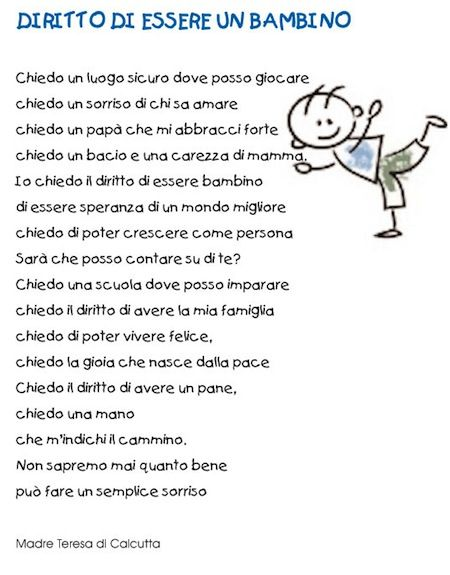 DIRITTO DI ESSERE UN BAMBINO
Chiedo un luogo sicuro dove posso giocare
chiedo un sorriso di chi sa amare
chiedo un papà che mi abbracci forte
chiedo un bacio e una carezza di mamma.
Io chiedo il diritto di essere bambino
di essere speranza di un mondo migliore
chiedo di poter crescere come persona
Sarà che posso contare su di te?
Chiedo una scuola dove posso imparare
chiedo il diritto di avere la mia famiglia
chiedo di poter vivere felice,
chiedo la gioia che nasce dalla pace
Chiedo il diritto di avere un pane,
chiedo una mano
che m'indichi il cammino.
Non sapremo mai quanto bene
può fare un semplice sorriso
Madre Teresa di Calcutta